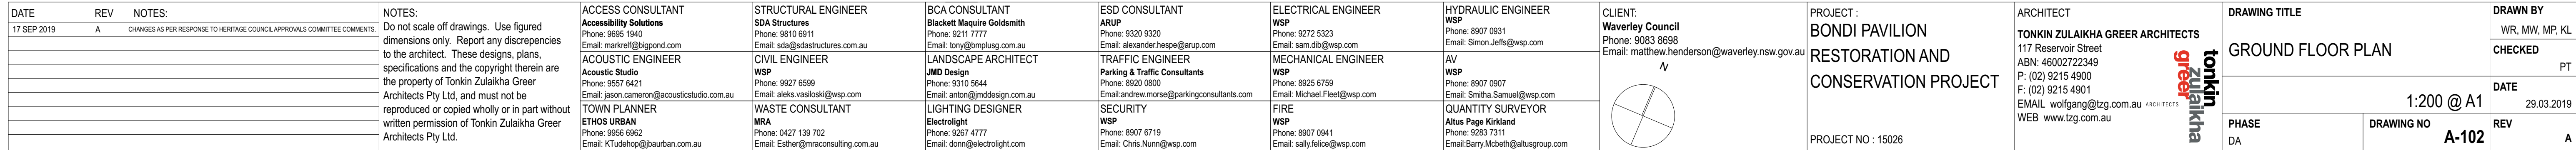 DATE REV NOTES:
17 SEP 2019 A CHANGES AS PER RESPONSE TO HERITAGE COUNCIL APPROVALS COMMITTEE COMMENTS.
NOTES:
Do not scale off drawings. Use figured
dimensions only. Report any discrepencies
to the architect. These designs, plans,
specifications and the copyright therein are
the property of Tonkin Zulaikha Greer
Architects Pty Ltd, and must not be
reproduced or copied wholly or in part without
written permission of Tonkin Zulaikha Greer
Architects Pty Ltd.
ACCESS CONSULTANT
Accessibility Solutions
Phone: 9695 1940
Email: markrelf@bigpond.com
ACOUSTIC ENGINEER
Acoustic Studio
Phone: 9557 6421
Email: jason.cameron@acousticstudio.com.au
TOWN PLANNER
ETHOS URBAN
Phone: 9956 6962
Email: KTudehop@jbaurban.com.au
STRUCTURAL ENGINEER
SDA Structures
Phone: 9810 6911
Email: sda@sdastructures.com.au
CIVIL ENGINEER
WSP
Phone: 9927 6599
Email: aleks.vasiloski@wsp.com
WASTE CONSULTANT
MRA
Phone: 0427 139 702
Email: Esther@mraconsulting.com.au
BCA CONSULTANT
Blackett Maquire Goldsmith
Phone: 9211 7777
Email: tony@bmplusg.com.au
LANDSCAPE ARCHITECT
JMD Design
Phone: 9310 5644
Email: anton@jmddesign.com.au
LIGHTING DESIGNER
Electrolight
Phone: 9267 4777
Email: donn@electrolight.com
ESD CONSULTANT
ARUP
Phone: 9320 9320
Email: alexander.hespe@arup.com
TRAFFIC ENGINEER
Parking & Traffic Consultants
Phone: 8920 0800
Email:andrew.morse@parkingconsultants.com
SECURITY
WSP
Phone: 8907 6719
Email: Chris.Nunn@wsp.com
ELECTRICAL ENGINEER
WSP
Phone: 9272 5323
Email: sam.dib@wsp.com
MECHANICAL ENGINEER
WSP
Phone: 8925 6759
Email: Michael.Fleet@wsp.com
FIRE
WSP
Phone: 8907 0941
Email: sally.felice@wsp.com
HYDRAULIC ENGINEER
WSP
Phone: 8907 0931
Email: Simon.Jeffs@wsp.com
AV
WSP
Phone: 8907 0907
Email: Smitha.Samuel@wsp.com
QUANTITY SURVEYOR
Altus Page Kirkland
Phone: 9283 7311
Email:Barry.Mcbeth@altusgroup.com
CLIENT:
Waverley Council
Phone: 9083 8698
Email: matthew.henderson@waverley.nsw.gov.au
N
PROJECT :
BONDI PAVILION
RESTORATION AND
CONSERVATION PROJECT
PROJECT NO : 15026
ARCHITECT
TONKIN ZULAIKHA GREER ARCHITECTS
117 Reservoir Street
ABN: 46002722349
P: (02) 9215 4900
F: (02) 9215 4901
EMAIL wolfgang@tzg.com.au
WEB www.tzg.com.au
ARCHITECTS
tonkin
zulaikha
greer
DRAWING TITLE
GROUND FLOOR PLAN
1:200 @ A1
PHASE
DA
DRAWING NO
A-102
DRAWN BY
WR, MW, MP, KL
CHECKED
PT
DATE
29.03.2019
REV
A